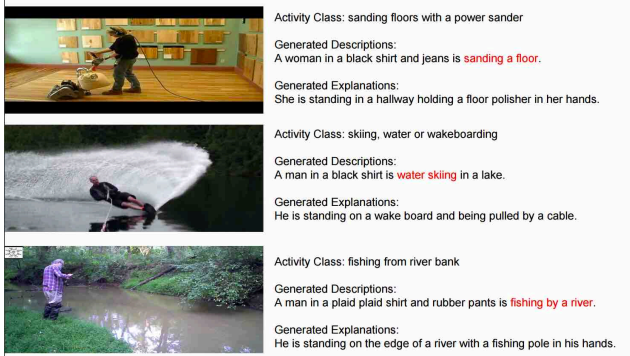 Activity Class: sanding floors with a power sander
Generated Descriptions:
A woman in a black shirt and jeans is sanding a floor.
Generated Explanations:
She is standing in a hallway holding a floor polisher in her hands.
Activity Class: skiing, water or wakeboarding
Generated Descriptions:
A man in a black shirt is water skiing in a lake.
Generated Explanations:
He is standing on a wake board and being pulled by a cable.
Activity Class: fishing from river bank
Generated Descriptions:
A man in a plaid plaid shirt and rubber pants is fishing by a river.
Generated Explanations:
He is standing on the edge of a river with a fishing pole in his hands.